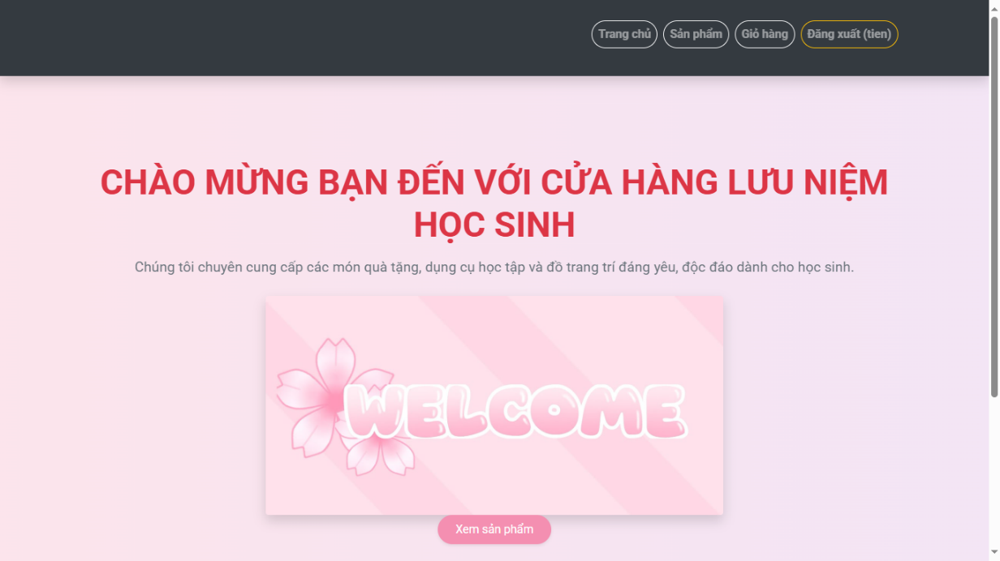 Trang chủ Sản phẩm Giỏ hàng Đăng xuất (tien)
CHÀO MỪNG BẠN ĐẾN VỚI CỬA HÀNG LƯU NIỆM
HỌC SINH
Chúng tôi chuyên cung cấp các món quà tặng, dụng cụ học tập và đồ trang trí đáng yêu, độc đáo dành cho học sinh.
WELCOME
Xem sản phẩm